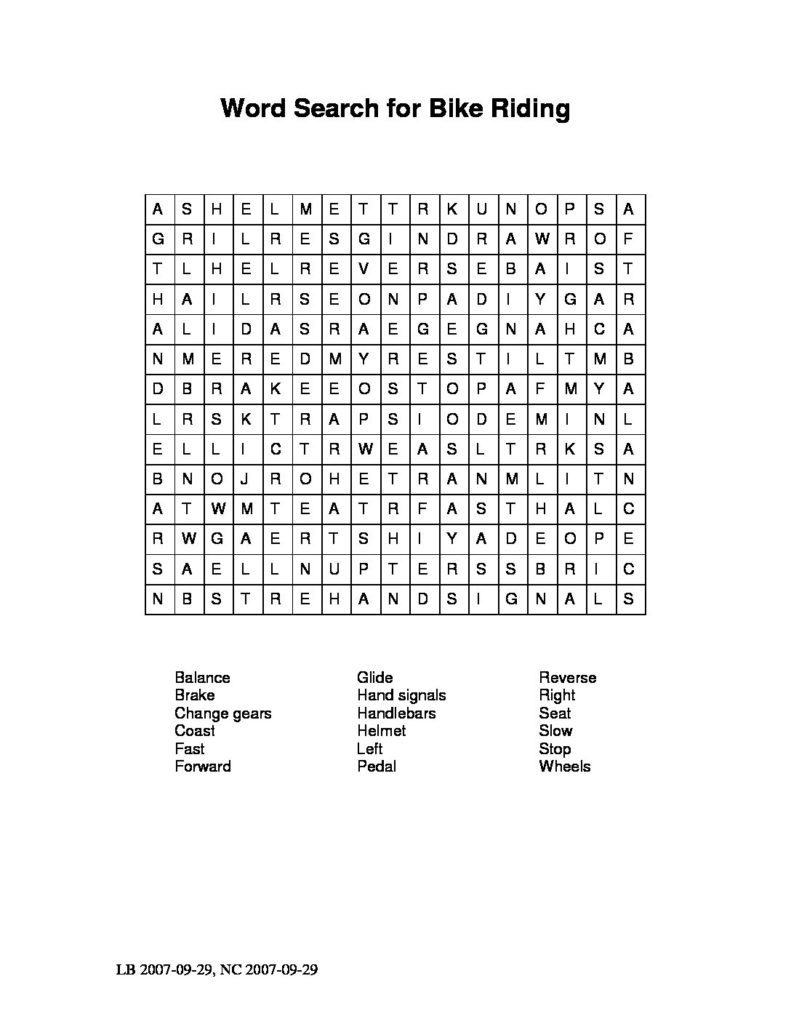 Word Search for Bike Riding
A S H E L M E T T R K U N O P S A
G R I L R E S G I N D R A W R O F
T L H E L R E V E R S E B A I S T
H A I L R S E O N P A D I Y G A R
A L I D A S R A E G E G N A H C A
N M E R E D M Y R E S T I L T M B
D B R A K E E O S T O P A F M Y A
L R S K T R A P S I O D E M I N L
E L L I C T R W E A S L T R K S A
B N O J R O H E T R A N M L I T N
A T W M T E A T R F A S T H A L C
R W G A E R T S H I Y A D E O P E
S A E L L N U P T E R S S B R I C
N B S T R E H A N D S I G N A L S
Balance Glide Reverse
Brake Hand signals Right
Change gears Handlebars Seat
Coast Helmet Slow
Fast Left Stop
Forward Pedal Wheels
LB 2007-09-29, NC 2007-09-29